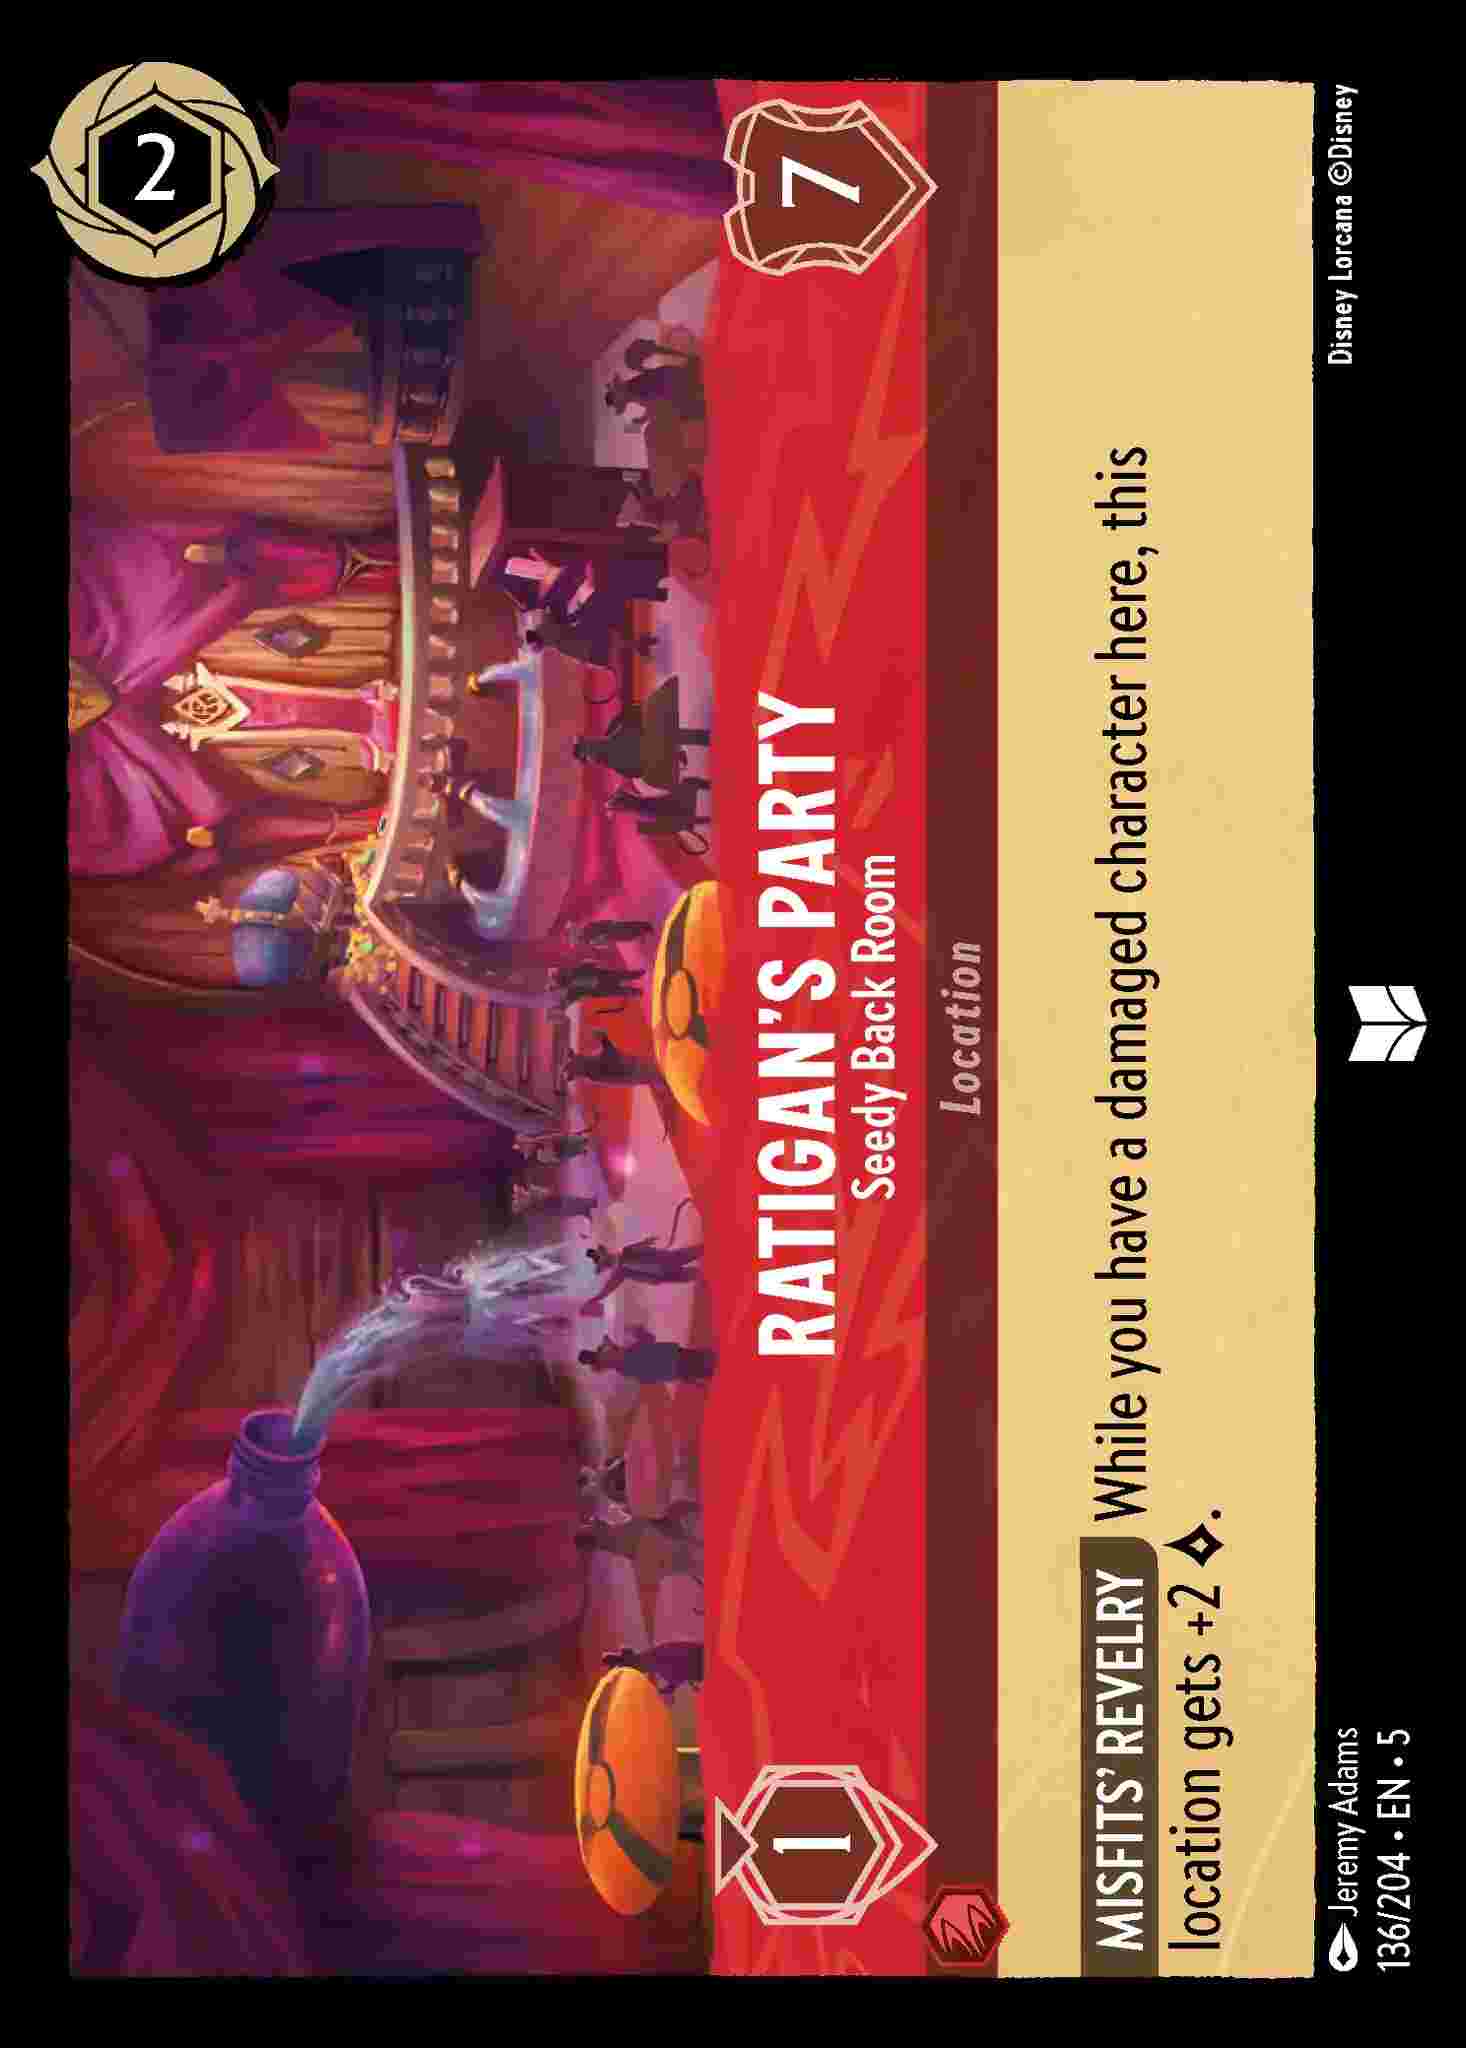 2
RATIGAN'S PARTY
Seedy Back Room
1
7
Location
MISFITS' REVELRY While you have a damaged character here, this
location gets +2 .
Jeremy Adams
136/204 • EN • 5
Disney Lorcana ©Disney